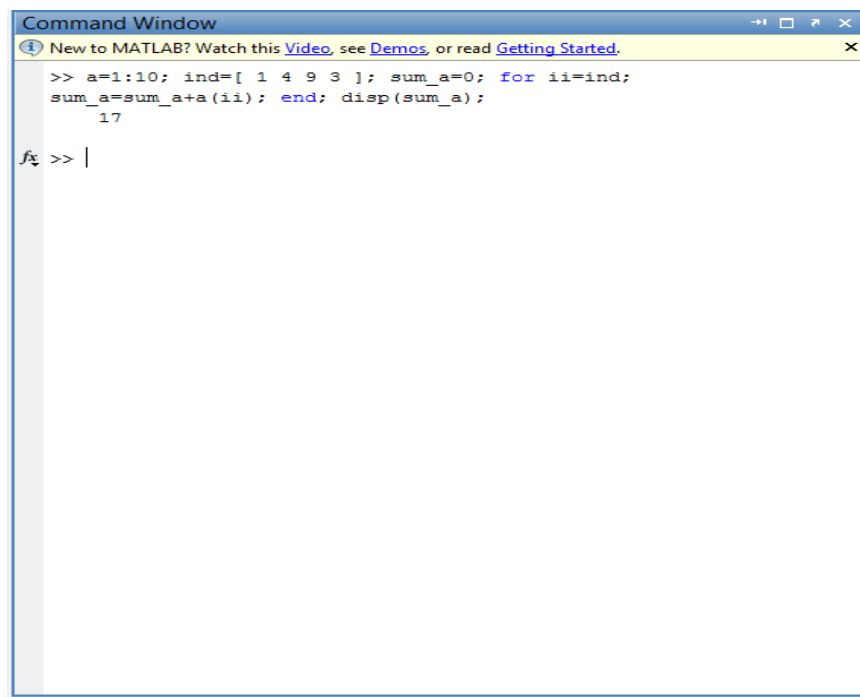 Command Window
New to MATLAB? Watch this Video, see Demos, or read Getting Started.
>> a=1:10; ind=[ 1 4 9 3 ]; sum_a=0; for ii=ind;
sum_a=sum_a+a(ii); end; disp(sum_a);
17
fx >>